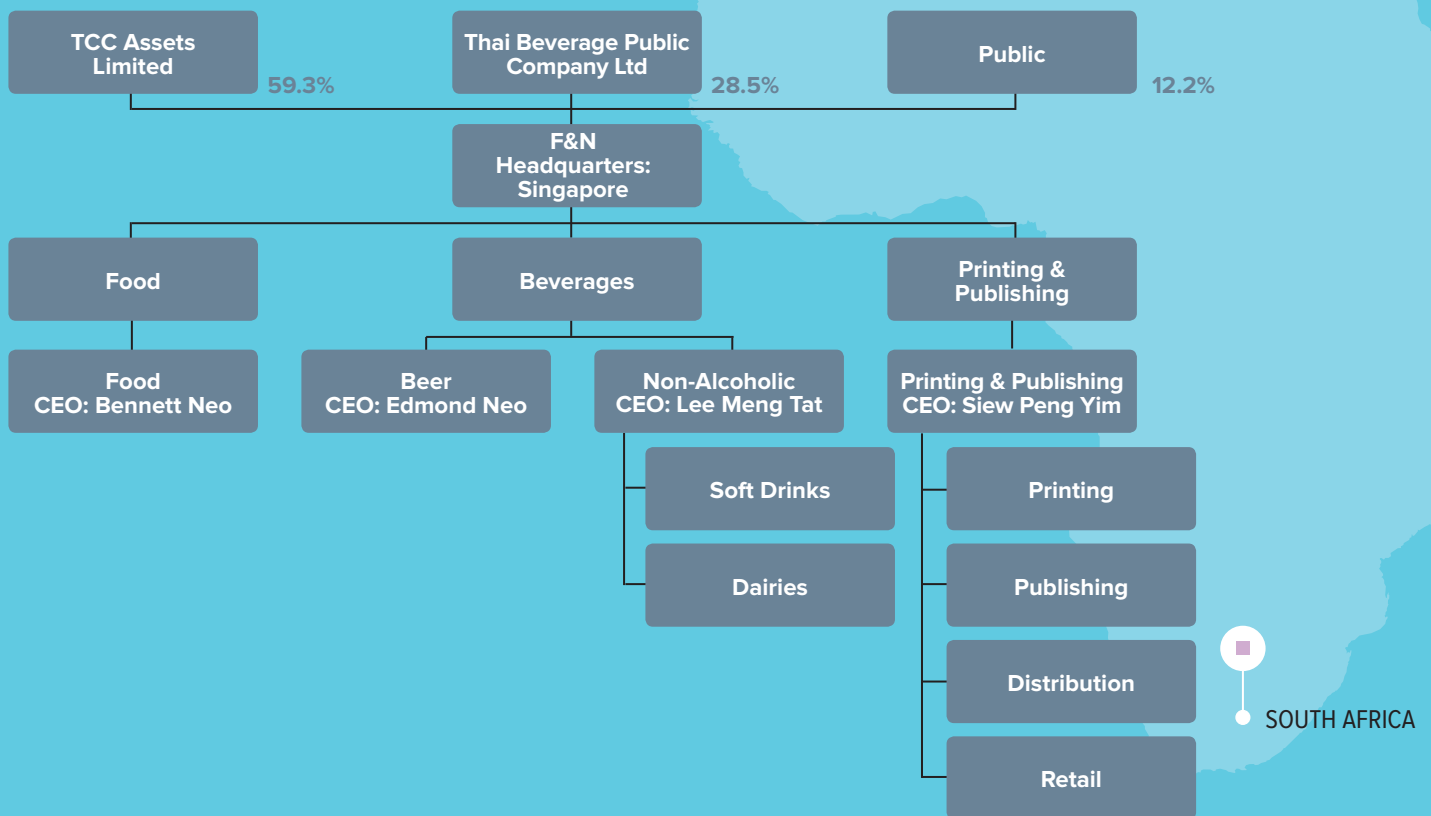 TCC Assets
Limited
59.3%
Thai Beverage Public
Company Ltd
28.5%
Public
12.2%
F&N
Headquarters:
Singapore
Food
Beverages
Printing &
Publishing
Food
CEO: Bennett Neo
Beer
CEO: Edmond Neo
Non-Alcoholic
CEO: Lee Meng Tat
Printing & Publishing
CEO: Siew Peng Yim
Soft Drinks
Dairies
Printing
Publishing
Distribution
Retail
SOUTH AFRICA